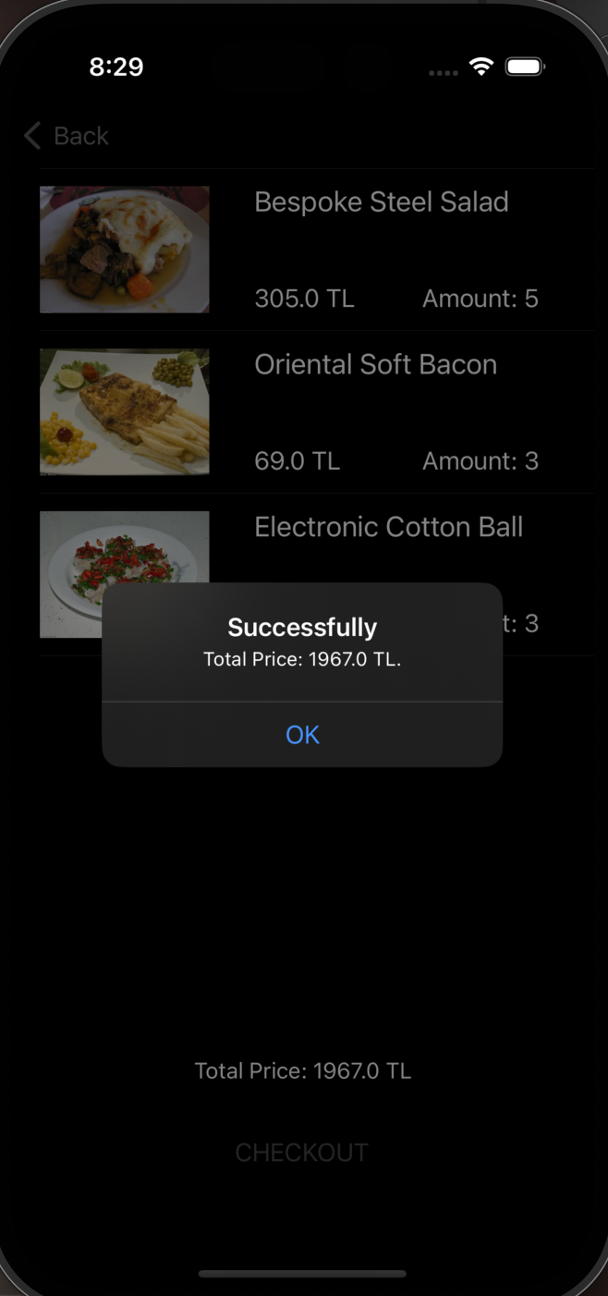 8:29
Back
Bespoke Steel Salad
305.0 TL Amount: 5
Oriental Soft Bacon
69.0 TL Amount: 3
Electronic Cotton Ball
t: 3
Successfully
Total Price: 1967.0 TL.
OK
Total Price: 1967.0 TL
CHECKOUT